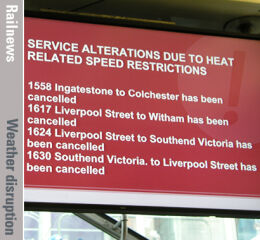 Railnews
Weather disruption
SERVICE ALTERATIONS DUE TO HEAT
RELATED SPEED RESTRICTIONS
1558 Ingatestone to Colchester has been
cancelled
1617 Liverpool Street to Witham has been
cancelled
1624 Liverpool Street to Southend Victoria has
been cancelled
1630 Southend Victoria. to Liverpool Street has
been cancelled